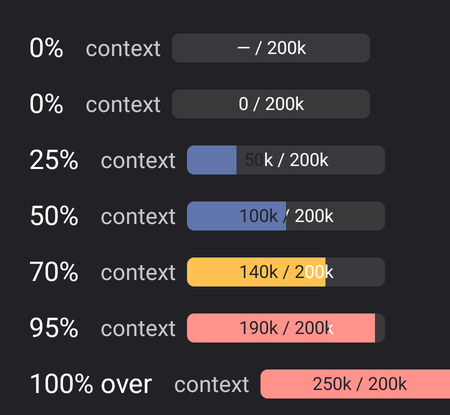 0% context — / 200k
0% context 0 / 200k
25% context 50k / 200k
50% context 100k / 200k
70% context 140k / 200k
95% context 190k / 200k
100% over context 250k / 200k